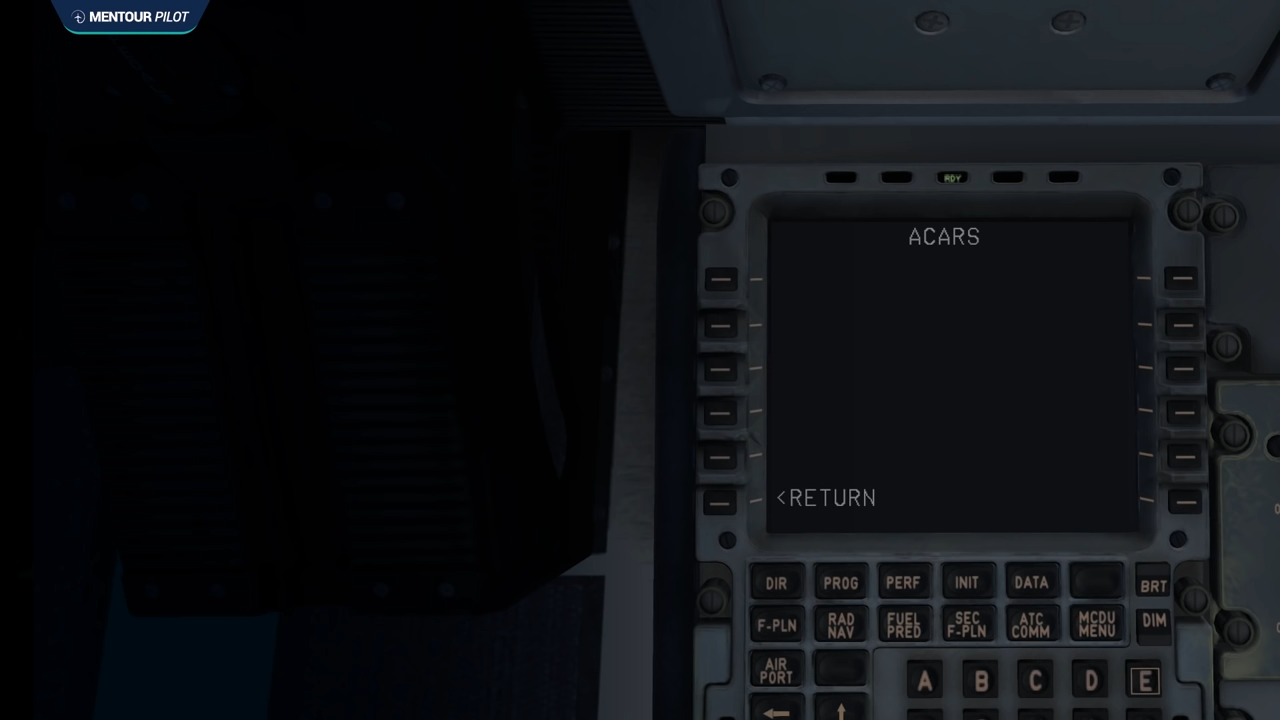 MENTOUR PILOT
RDY
ACARS
<RETURN
DIR PROG PERF INIT DATA BRT
F-PLN RAD NAV FUEL PRED SEC F-PLN ATC COMM MCDU MENU DIM
AIR PORT
A B C D E
← ↑